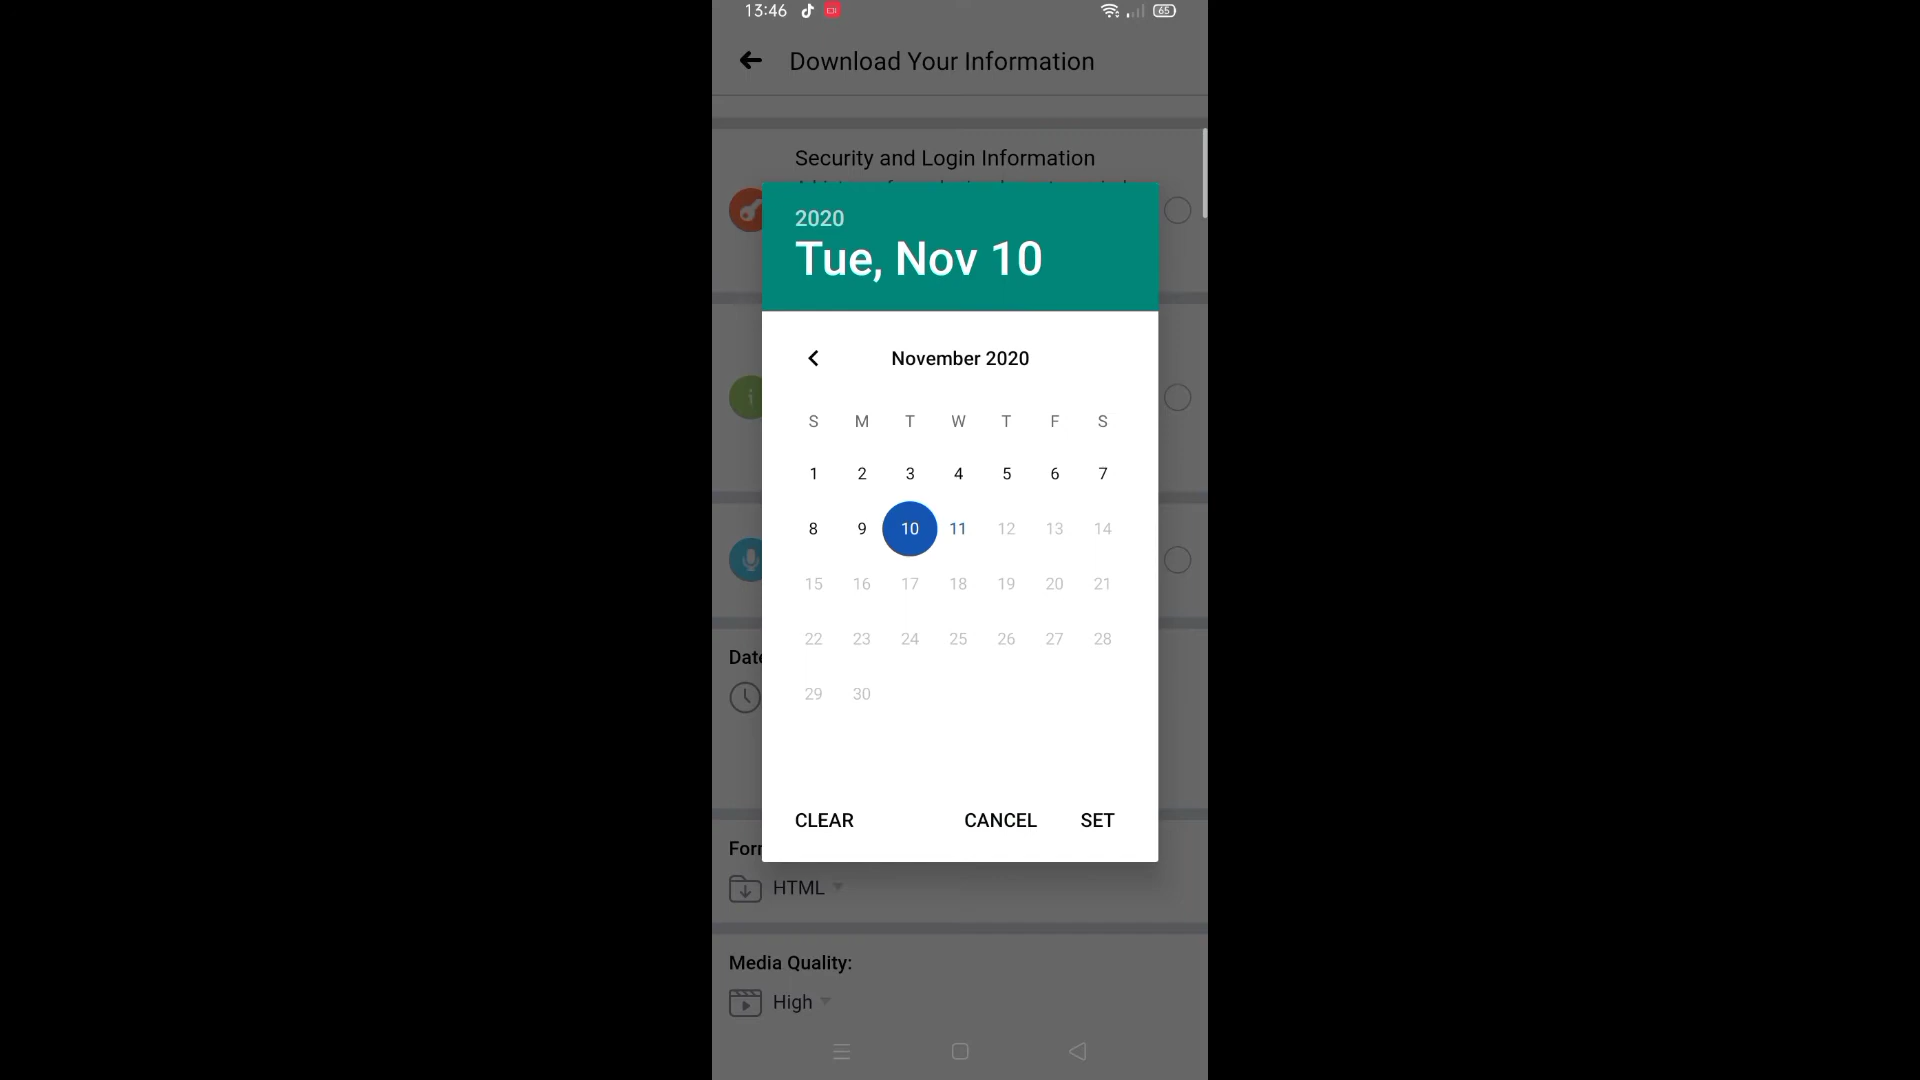 13:46
65
Download Your Information
Security and Login Information
2020
Tue, Nov 10
November 2020
S M T W T F S
1 2 3 4 5 6 7
8 9 10 11 12 13 14
15 16 17 18 19 20 21
22 23 24 25 26 27 28
29 30
CLEAR CANCEL SET
HTML
Media Quality:
High